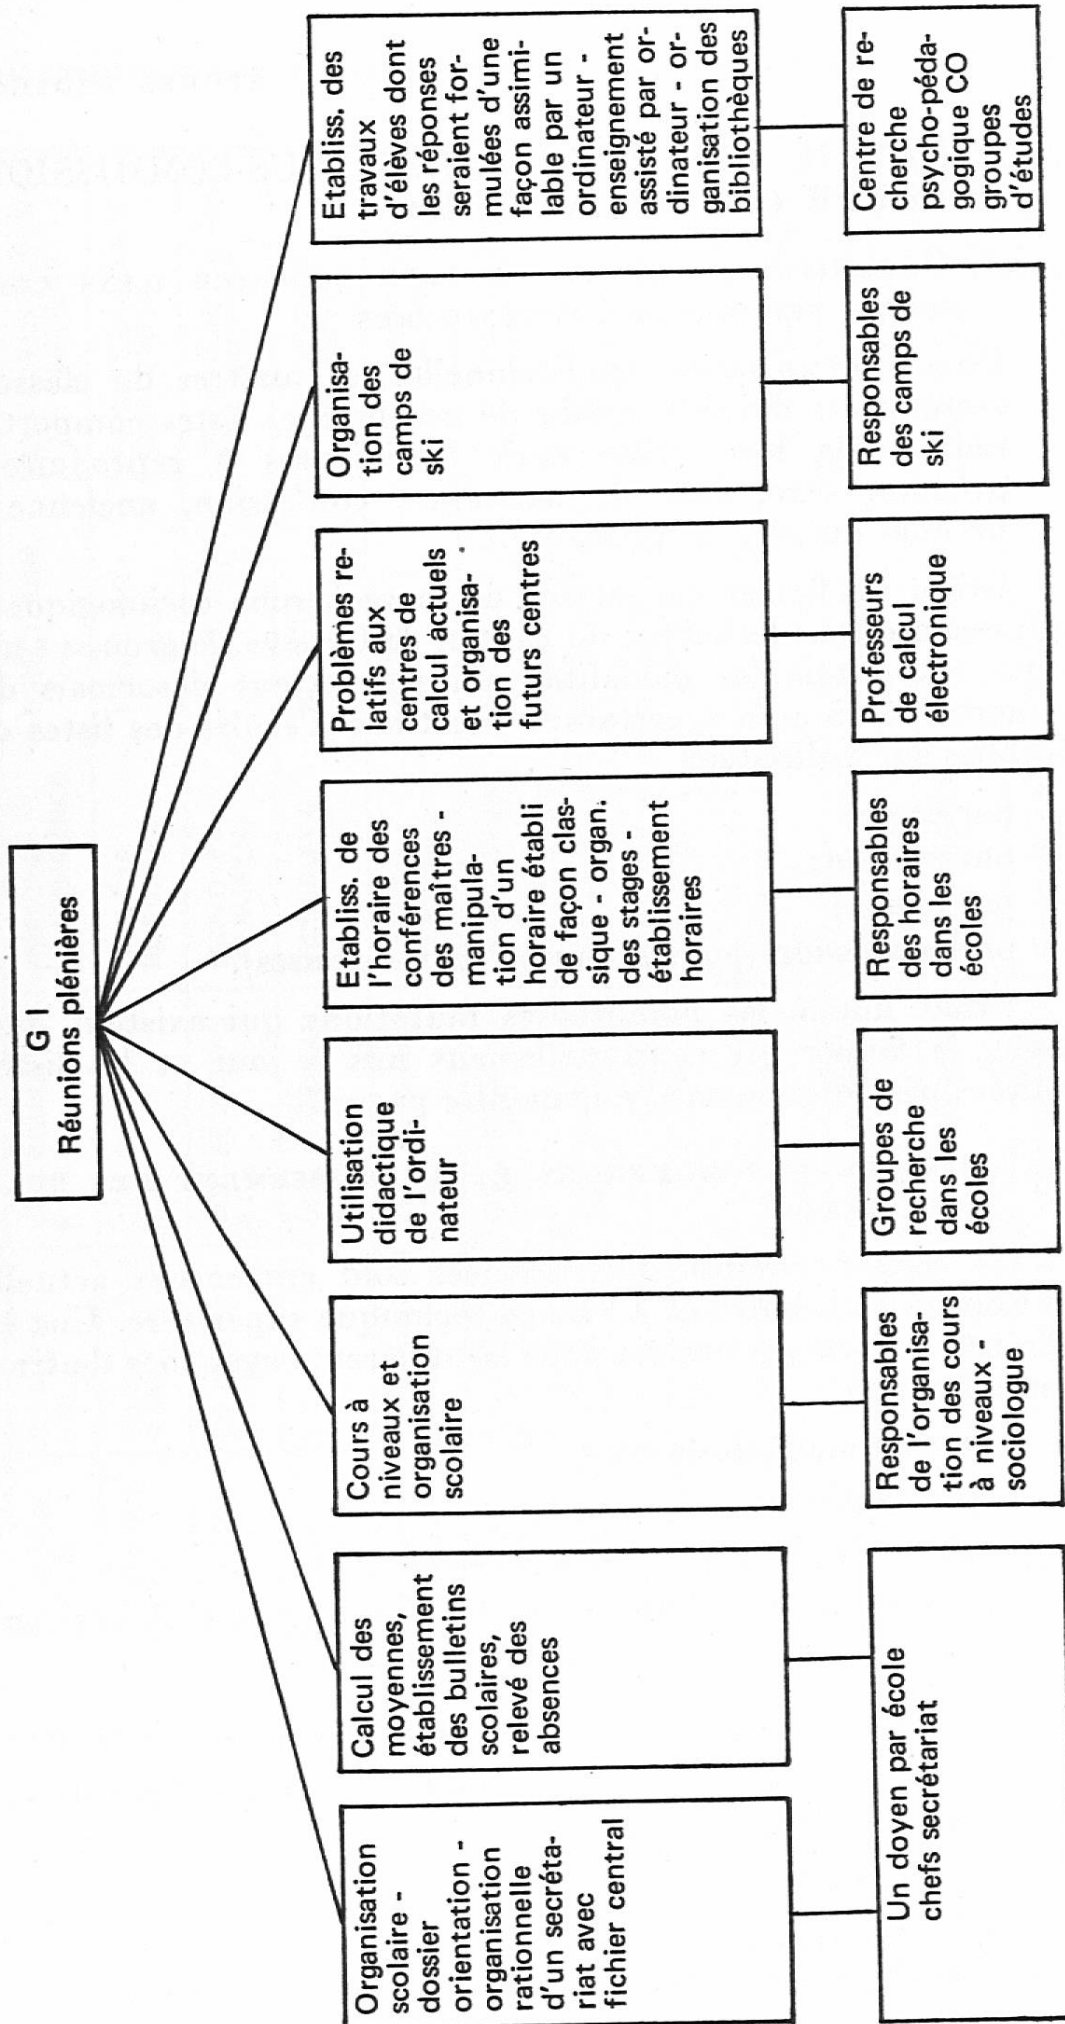 G I
Réunions plénières
Organisation
scolaire -
dossier
orientation -
organisation
rationnelle
d'un secréta-
riat avec
fichier central
Calcul des
moyennes,
établissement
des bulletins
scolaires,
relevé des
absences
Cours à
niveaux et
organisation
scolaire
Utilisation
didactique
de l'ordi-
nateur
Etabliss. de
l'horaire des
conférences
des maîtres -
manipula-
tion d'un
horaire établi
de façon clas-
sique - organ.
des stages -
établissement
horaires
Problèmes re-
latifs aux
centres de
calcul actuels
et organisa-
tion des
futurs centres
Organisa-
tion des
camps de
ski
Etabliss. des
travaux
d'élèves dont
les réponses
seraient for-
mulées d'une
façon assimi-
lable par un
ordinateur -
enseignement
assisté par or-
dinateur - or-
ganisation des
bibliothèques
Un doyen par école
chefs secrétariat
Responsables
de l'organisa-
tion des cours
à niveaux -
sociologue
Groupes de
recherche
dans les
écoles
Responsables
des horaires
dans les
écoles
Professeurs
de calcul
électronique
Responsables
des camps de
ski
Centre de re-
cherche
psycho-péda-
gogique CO
groupes
d'études